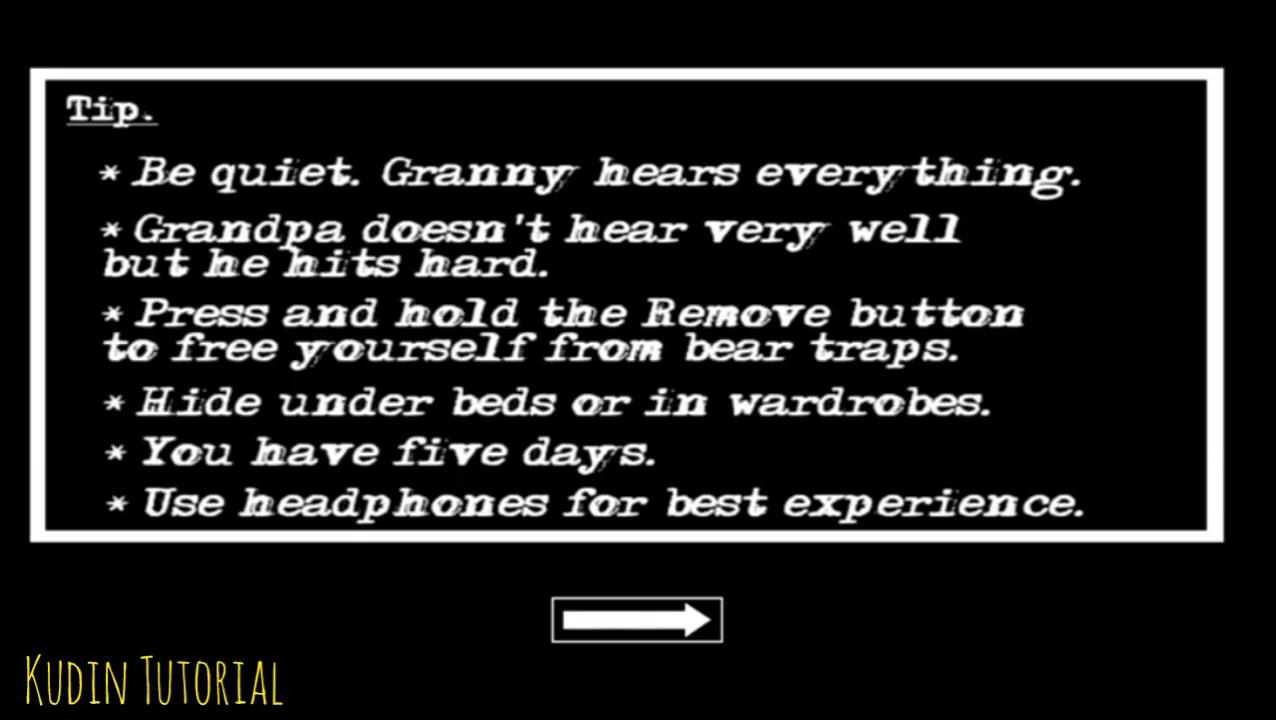 Tip.
* Be quiet. Granny hears everything.
* Grandpa doesn't hear very well
but he hits hard.
* Press and hold the Remove button
to free yourself from bear traps.
* Hide under beds or in wardrobes.
* You have five days.
* Use headphones for best experience.
KUDIN TUTORIAL